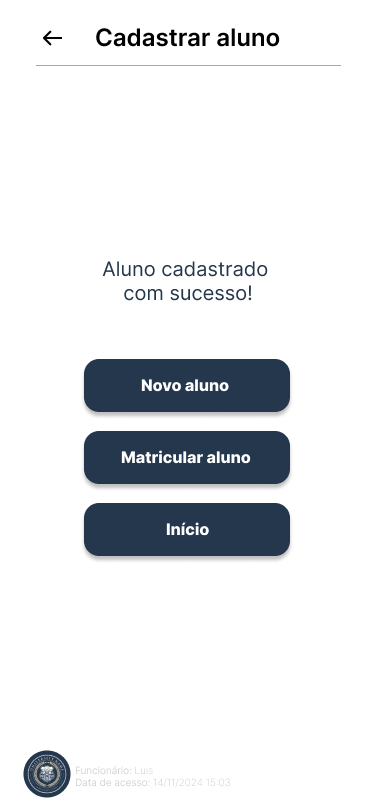 Cadastrar aluno
Aluno cadastrado
com sucesso!
Novo aluno
Matricular aluno
Início
Funcionário: Luis
Data de acesso: 14/11/2024 15:03